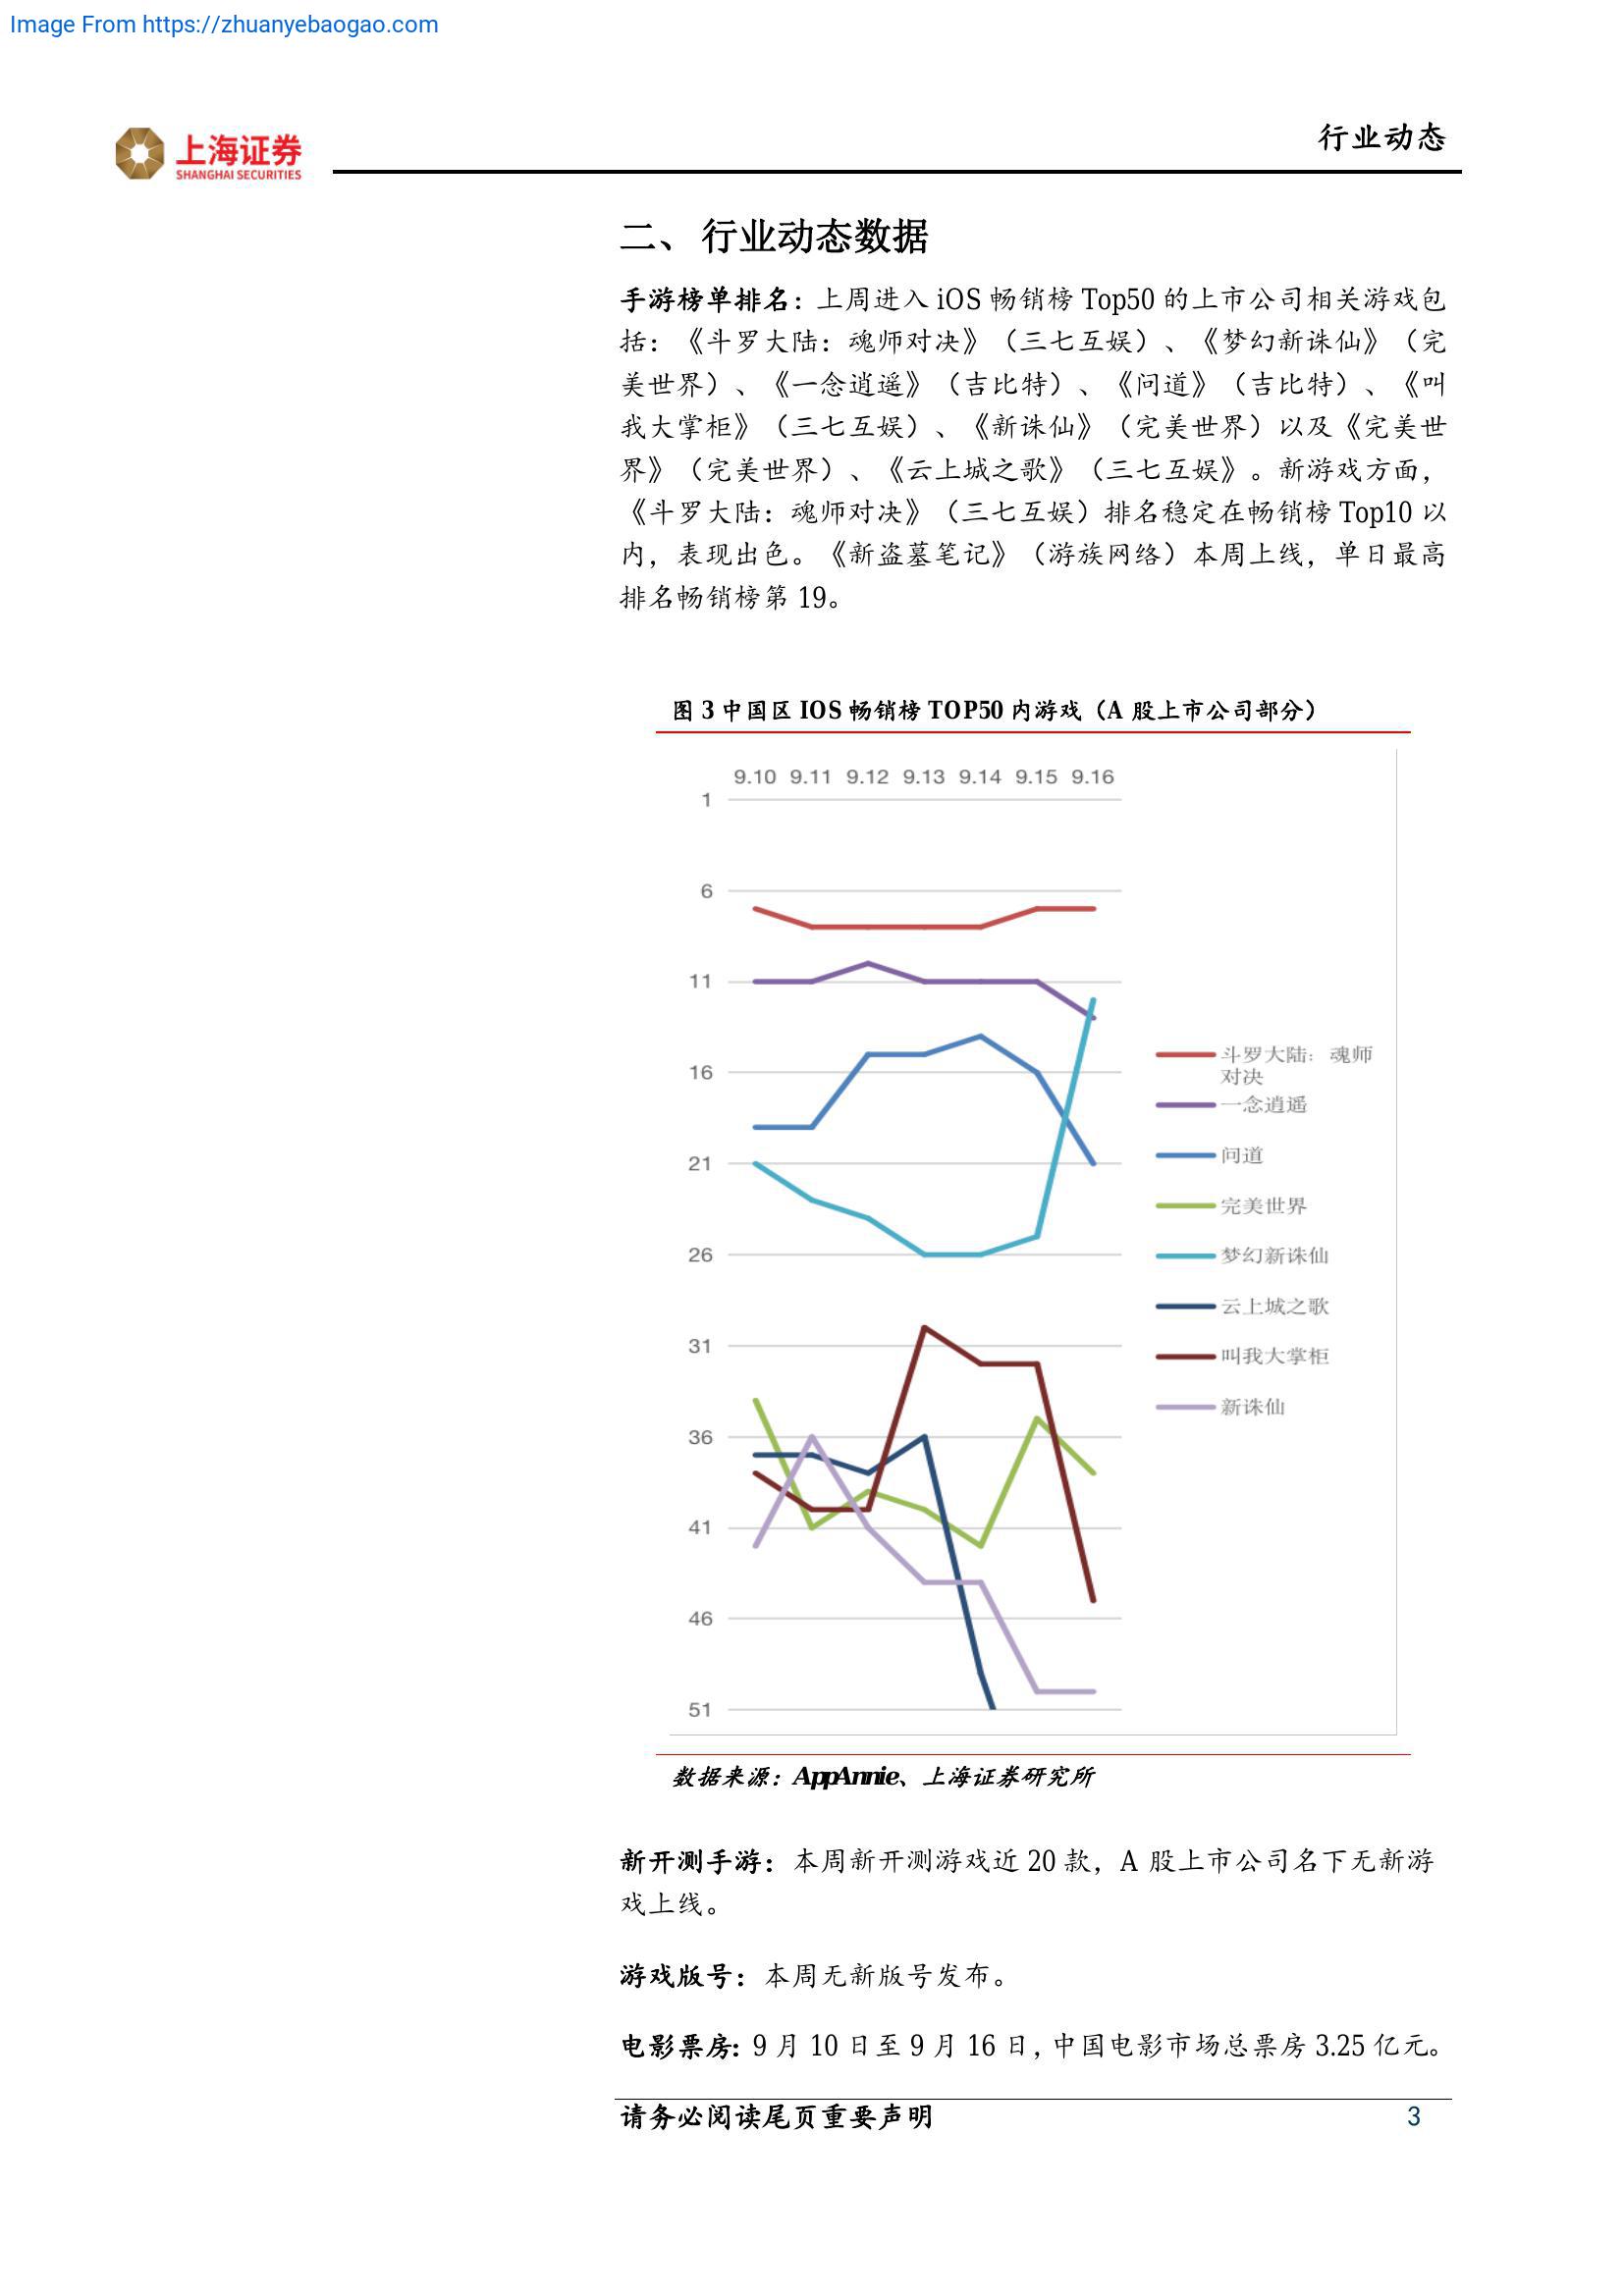 Image From https://zhuanyebaogao.com
上海证券
SHANGHAI SECURITIES
行业动态
二、 行业动态数据
手游榜单排名：上周进入 iOS 畅销榜 Top50 的上市公司相关游戏包
括：《斗罗大陆：魂师对决》（三七互娱）、《梦幻新诛仙》（完
美世界）、《一念逍遥》（吉比特）、《问道》（吉比特）、《叫
我大掌柜》（三七互娱）、《新诛仙》（完美世界）以及《完美世
界》（完美世界）、《云上城之歌》（三七互娱》。新游戏方面，
《斗罗大陆：魂师对决》（三七互娱）排名稳定在畅销榜 Top10 以
内，表现出色。《新盗墓笔记》（游族网络）本周上线，单日最高
排名畅销榜第 19。
图 3 中国区 IOS 畅销榜 TOP50 内游戏（A 股上市公司部分）
9.10 9.11 9.12 9.13 9.14 9.15 9.16
1
6
11
16
21
26
31
36
41
46
51
斗罗大陆：魂师
对决
一念逍遥
问道
完美世界
梦幻新诛仙
云上城之歌
叫我大掌柜
新诛仙
数据来源：AppAnnie、上海证券研究所
新开测手游：本周新开测游戏近 20 款，A 股上市公司名下无新游
戏上线。
游戏版号：本周无新版号发布。
电影票房: 9 月 10 日至 9 月 16 日, 中国电影市场总票房 3.25 亿元。
请务必阅读尾页重要声明
3